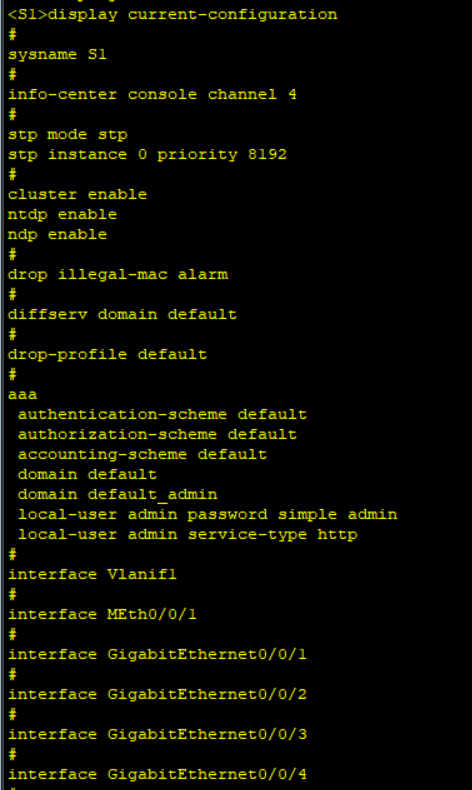 <S1>display current-configuration
#
sysname S1
#
info-center console channel 4
#
stp mode stp
stp instance 0 priority 8192
#
cluster enable
ntdp enable
ndp enable
#
drop illegal-mac alarm
#
diffserv domain default
#
drop-profile default
#
aaa
 authentication-scheme default
 authorization-scheme default
 accounting-scheme default
 domain default
 domain default_admin
 local-user admin password simple admin
 local-user admin service-type http
#
interface Vlanif1
#
interface MEth0/0/1
#
interface GigabitEthernet0/0/1
#
interface GigabitEthernet0/0/2
#
interface GigabitEthernet0/0/3
#
interface GigabitEthernet0/0/4